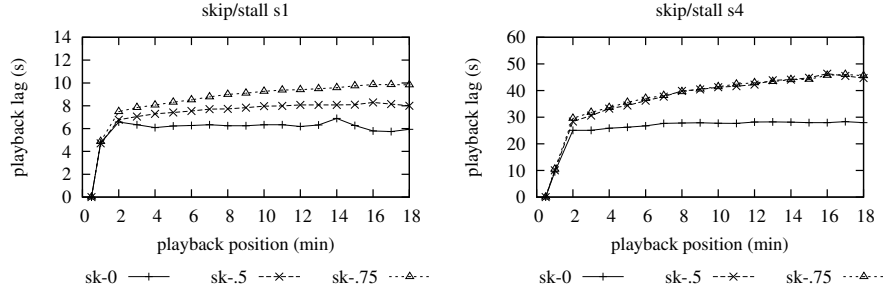 skip/stall s1
14
12
10
8
6
4
2
0
playback lag (s)
0 2 4 6 8 10 12 14 16 18
playback position (min)
sk-0 sk-.5 sk-.75
skip/stall s4
60
50
40
30
20
10
0
playback lag (s)
0 2 4 6 8 10 12 14 16 18
playback position (min)
sk-0 sk-.5 sk-.75